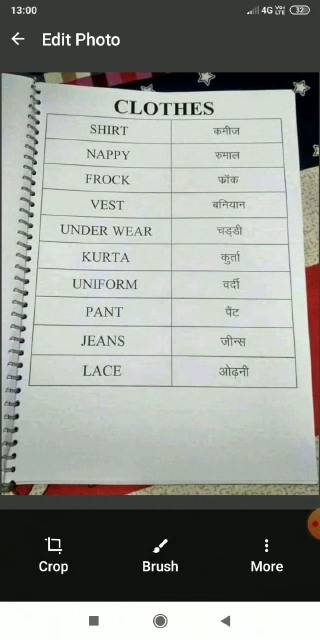 13:00 4G VoLTE 32
Edit Photo
CLOTHES
SHIRT कमीज
NAPPY रुमाल
FROCK फ्रॉक
VEST बनियान
UNDER WEAR चड्डी
KURTA कुर्ता
UNIFORM वर्दी
PANT पैंट
JEANS जीन्स
LACE ओढ़नी
Crop Brush More